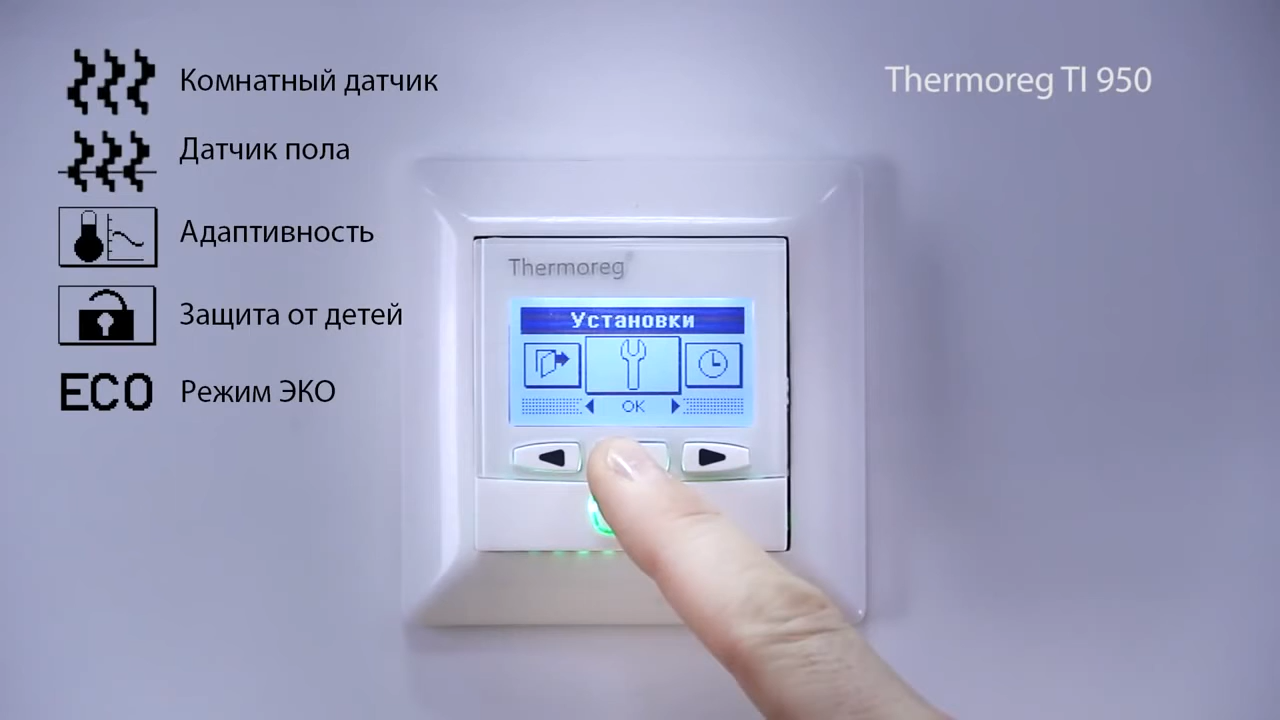 Комнатный датчик
Thermoreg TI 950
Датчик пола
Адаптивность
Защита от детей
ECO Режим ЭКО
Thermoreg
Установки
OK